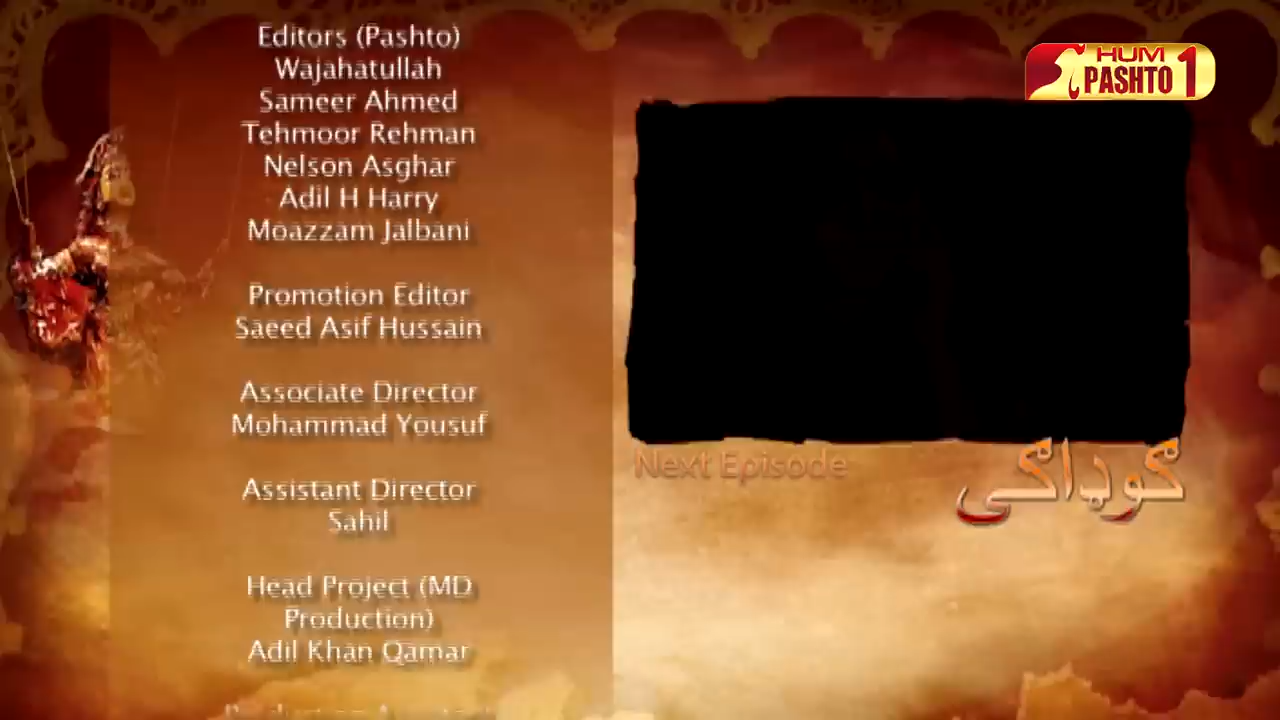 Editors (Pashto)
Wajahatullah
Sameer Ahmed
Tehmoor Rehman
Nelson Asghar
Adil H Harry
Moazzam Jalbani
Promotion Editor
Saeed Asif Hussain
Associate Director
Mohammad Yousuf
Assistant Director
Sahil
Head Project (MD
Production)
Adil Khan Qamar
HUM
PASHTO 1
Next Episode
ګوډاګی